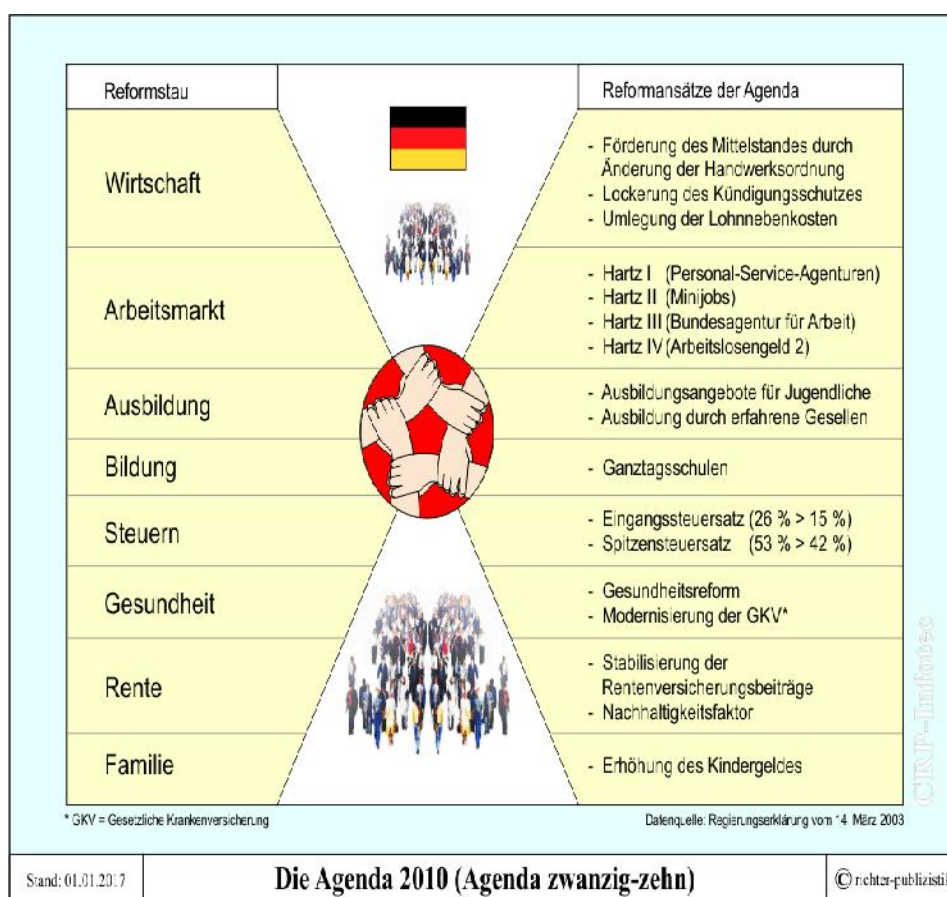 Reformstau
Reformansätze der Agenda
Wirtschaft
- Förderung des Mittelstandes durch
Änderung der Handwerksordnung
- Lockerung des Kündigungsschutzes
- Umlegung der Lohnnebenkosten
Arbeitsmarkt
- Hartz I (Personal-Service-Agenturen)
- Hartz II (Minijobs)
- Hartz III (Bundesagentur für Arbeit)
- Hartz IV (Arbeitslosengeld 2)
Ausbildung
- Ausbildungsangebote für Jugendliche
- Ausbildung durch erfahrene Gesellen
Bildung
- Ganztagsschulen
Steuern
- Eingangssteuersatz (26 % > 15 %)
- Spitzensteuersatz (53 % > 42 %)
Gesundheit
- Gesundheitsreform
- Modernisierung der GKV*
Rente
- Stabilisierung der
Rentenversicherungsbeiträge
- Nachhaltigkeitsfaktor
Familie
- Erhöhung des Kindergeldes
CRP-Infotec
* GKV = Gesetzliche Krankenversicherung
Datenquelle: Regierungserklärung vom 14. März 2003
Stand: 01.01.2017
Die Agenda 2010 (Agenda zwanzig-zehn)
© richter-publizistik